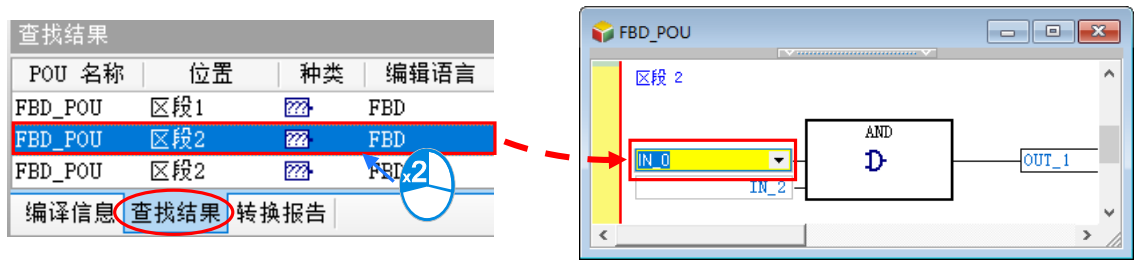 查找结果
POU 名称 位置 种类 编辑语言
FBD_POU 区段1 ??? FBD
FBD_POU 区段2 ??? FBD
FBD_POU 区段2 ??? FBD
x2
编译信息 查找结果 转换报告
FBD_POU
区段 2
AND
IN_0
OUT_1
IN_2